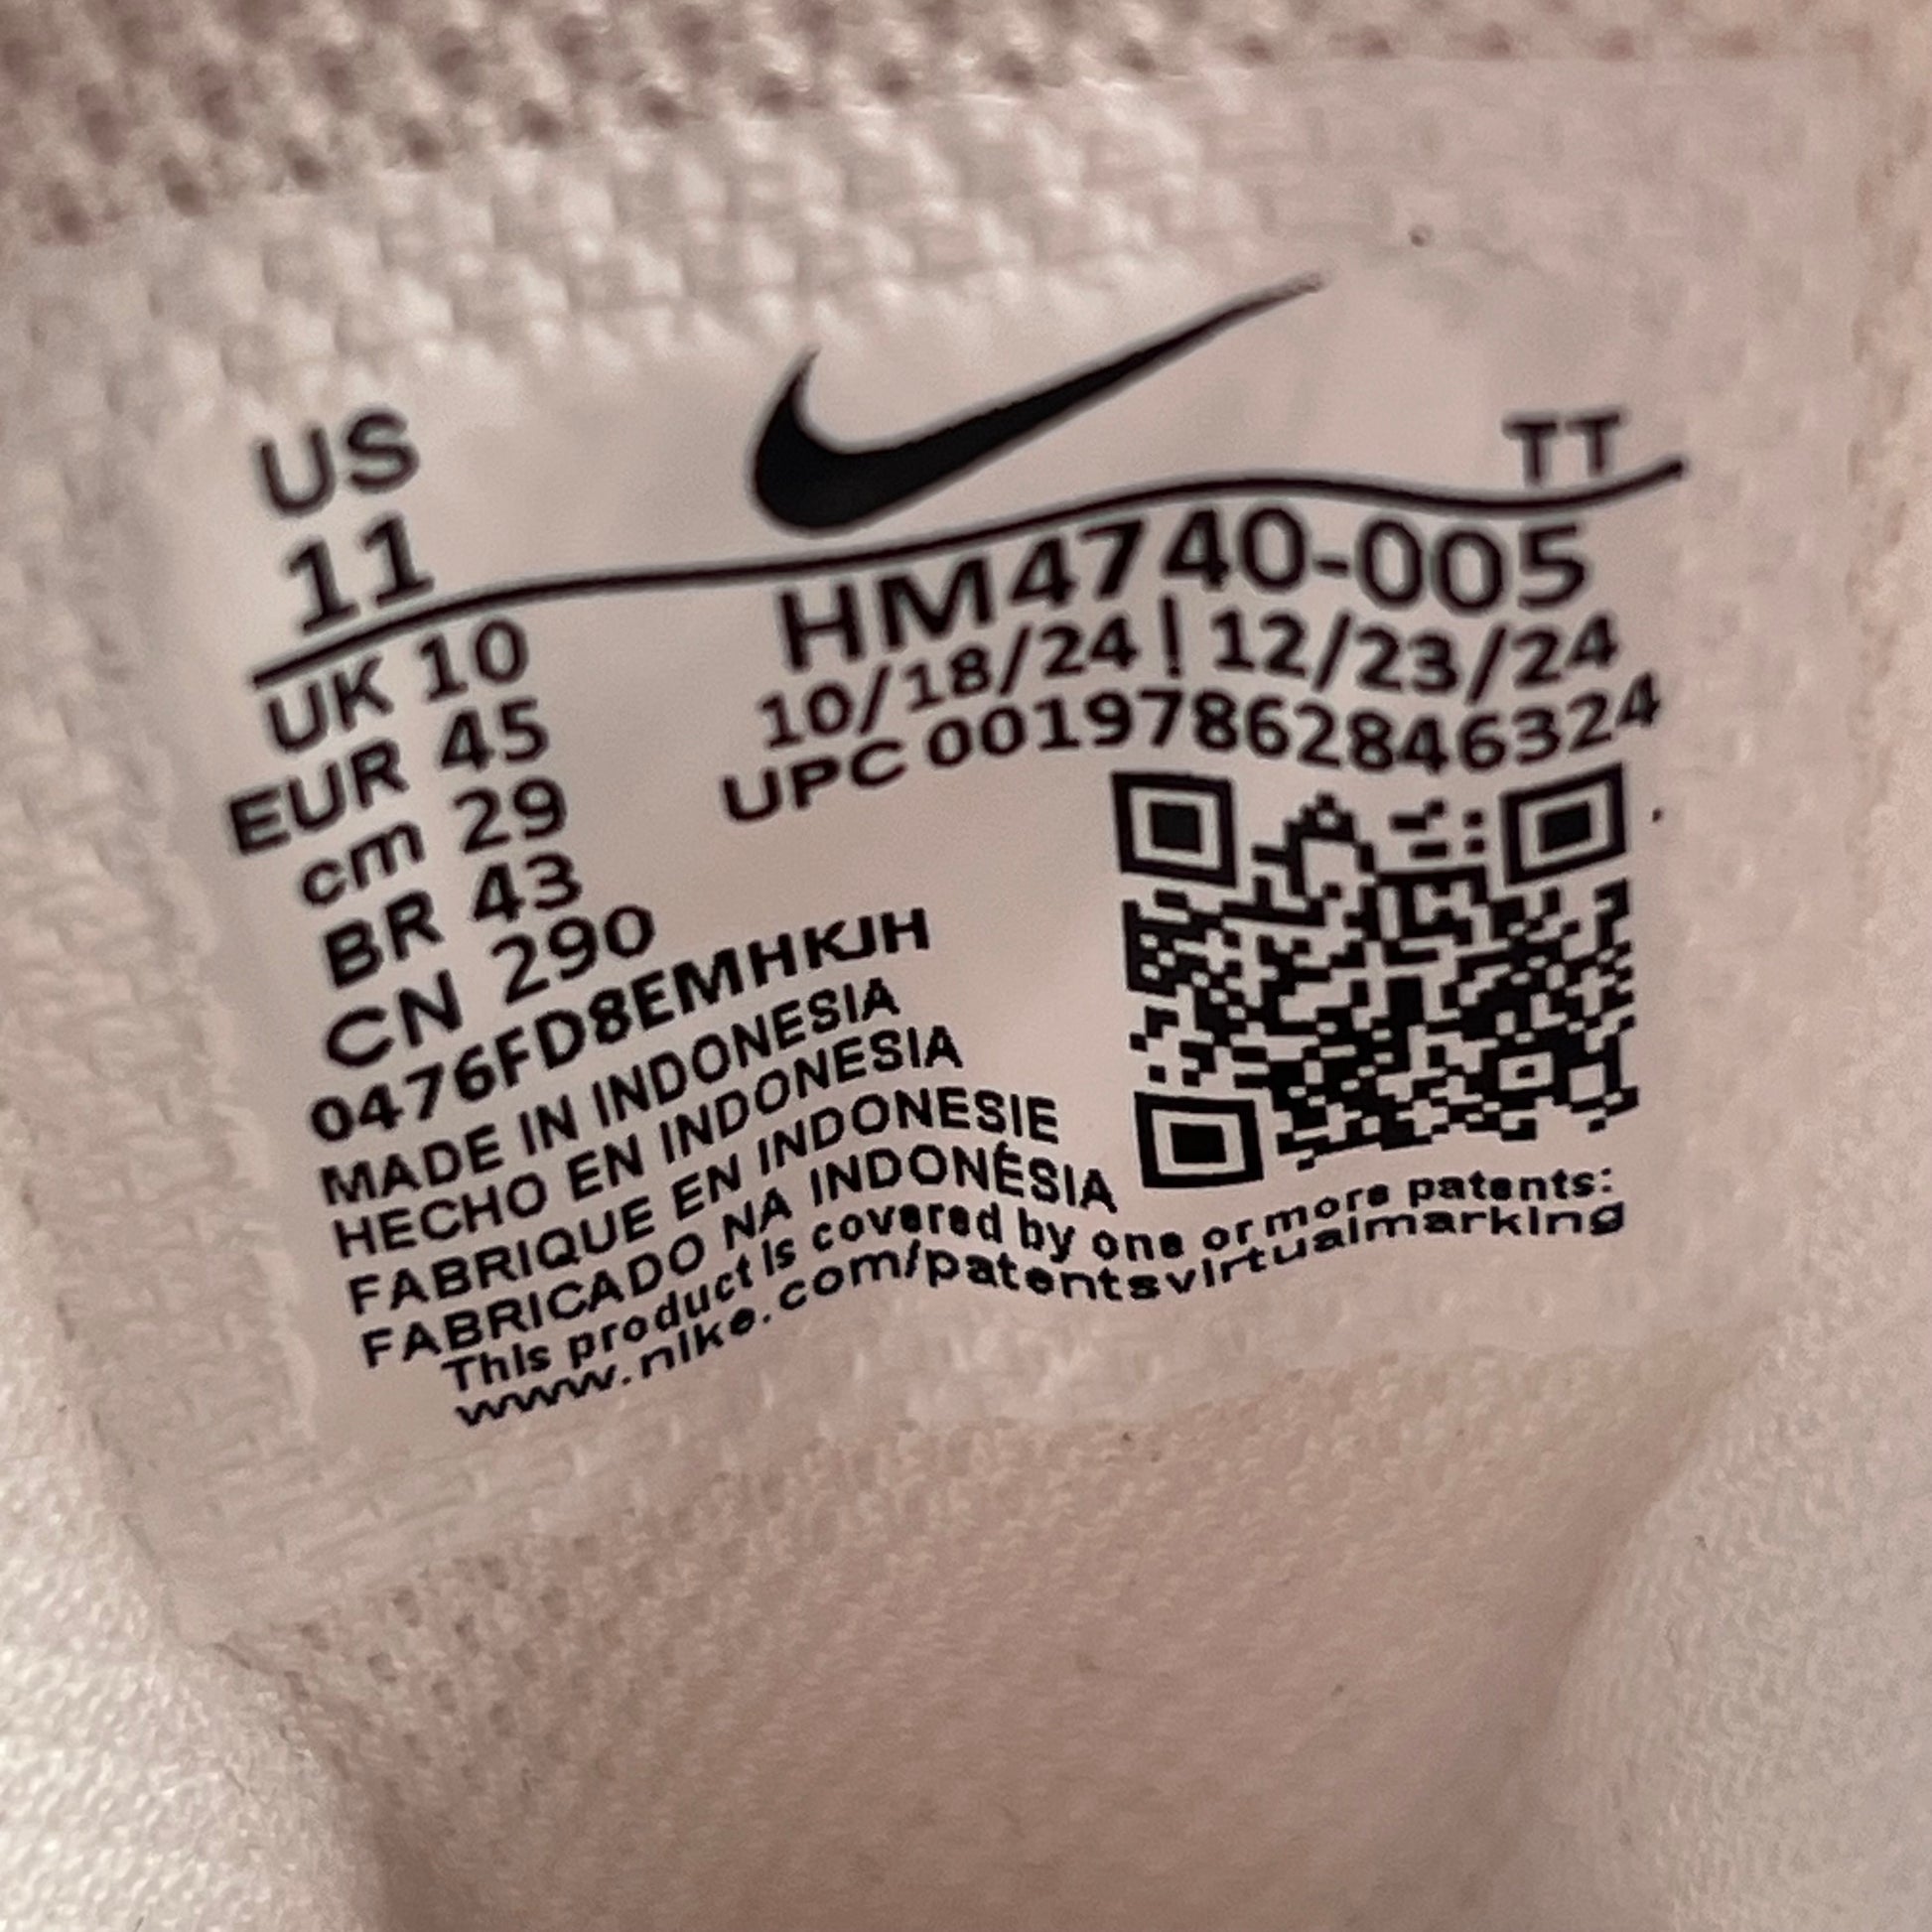 US
11
TT
UK 10
EUR 45
cm 29
BR 43
CN 290
HM4740-005
10/18/24 | 12/23/24
UPC 00197862846324
0476FD8EMHKJH
MADE IN INDONESIA
HECHO EN INDONESIA
FABRIQUE EN INDONESIE
FABRICADO NA INDONÉSIA
This product is covered by one or more patents:
www.nike.com/patentsvirtualmarking